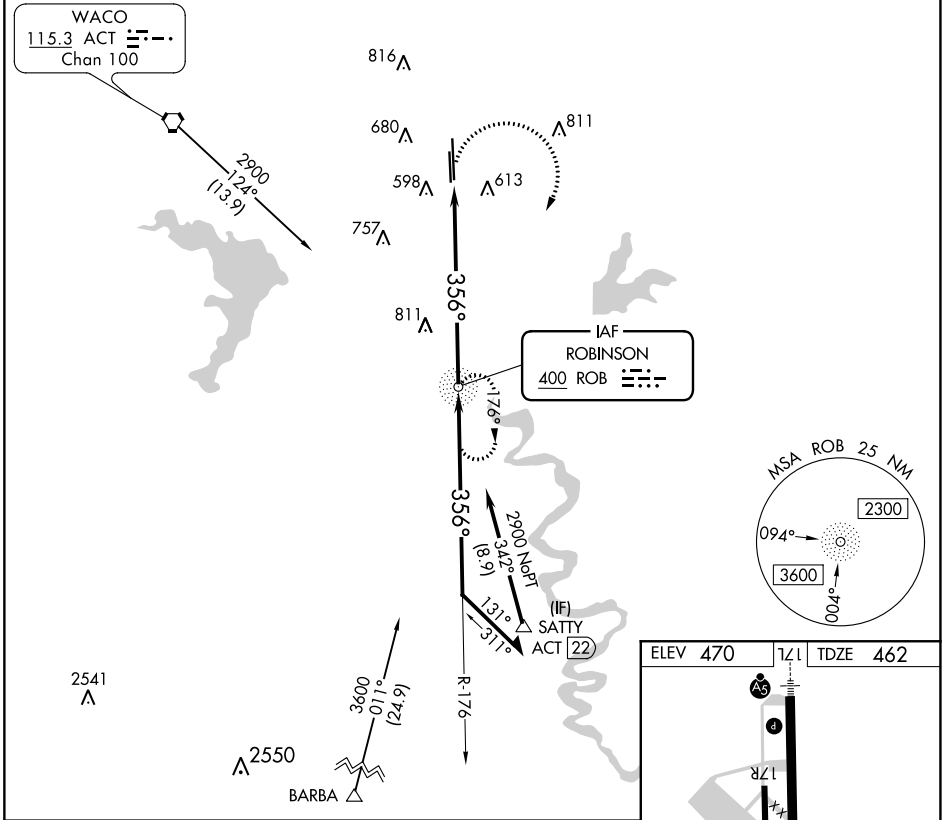 WACO
115.3 ACT
Chan 100
816
680
811
598
613
757
2900
124°
(13.9)
356°
811
IAF
ROBINSON
400 ROB
176°
356°
2900 NoPT
342°
(8.9)
131°
311°
(IF)
SATTY
ACT 22
R-176
MSA ROB 25 NM
2300
094°
3600
004°
2541
2550
3600
011°
(24.9)
BARBA
ELEV 470
17L
TDZE 462
A5
P
17R
X X